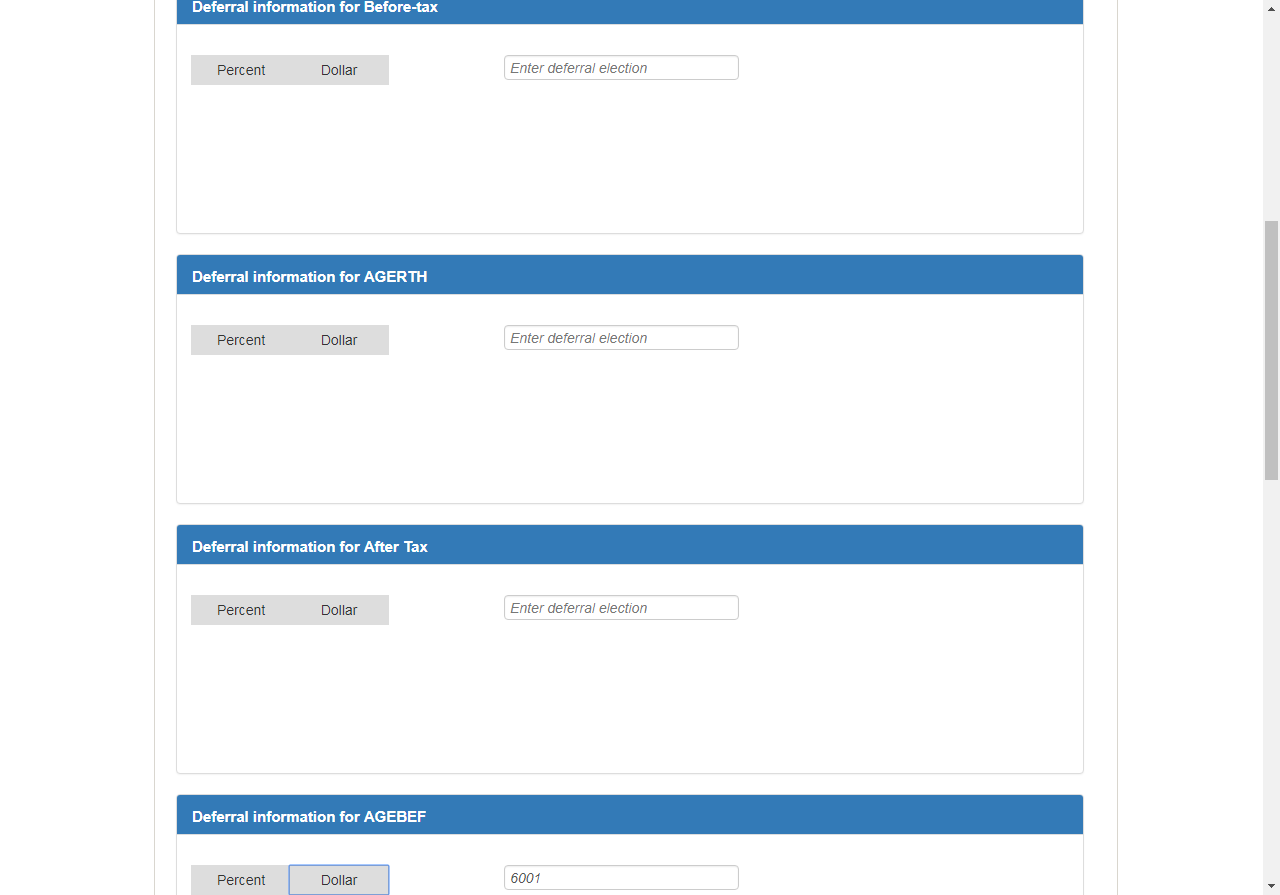 Deferral information for Before-tax
Percent Dollar Enter deferral election
Deferral information for AGERTH
Percent Dollar Enter deferral election
Deferral information for After Tax
Percent Dollar Enter deferral election
Deferral information for AGEBEF
Percent Dollar 6001